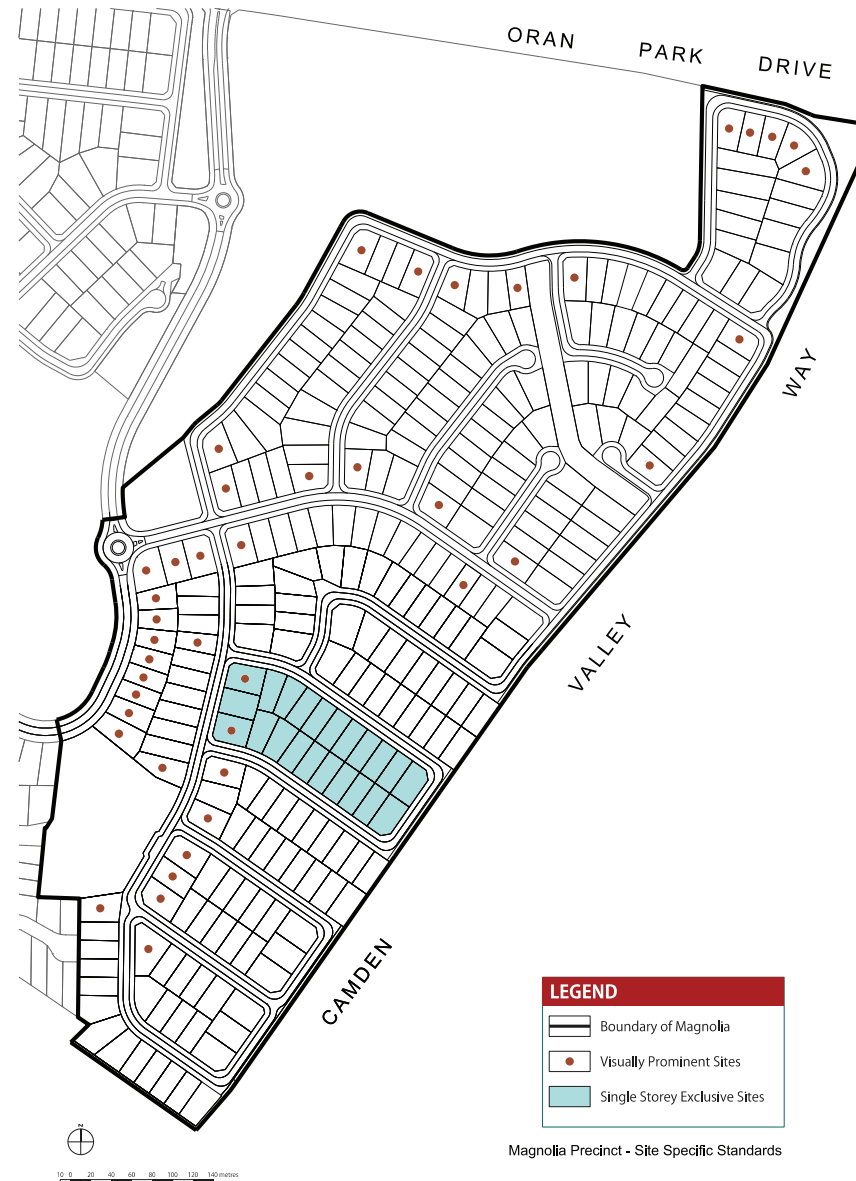 ORAN PARK DRIVE
WAY
VALLEY
CAMDEN
LEGEND
Boundary of Magnolia
Visually Prominent Sites
Single Storey Exclusive Sites
Magnolia Precinct - Site Specific Standards
N
10 0 20 40 60 80 100 120 140 metres